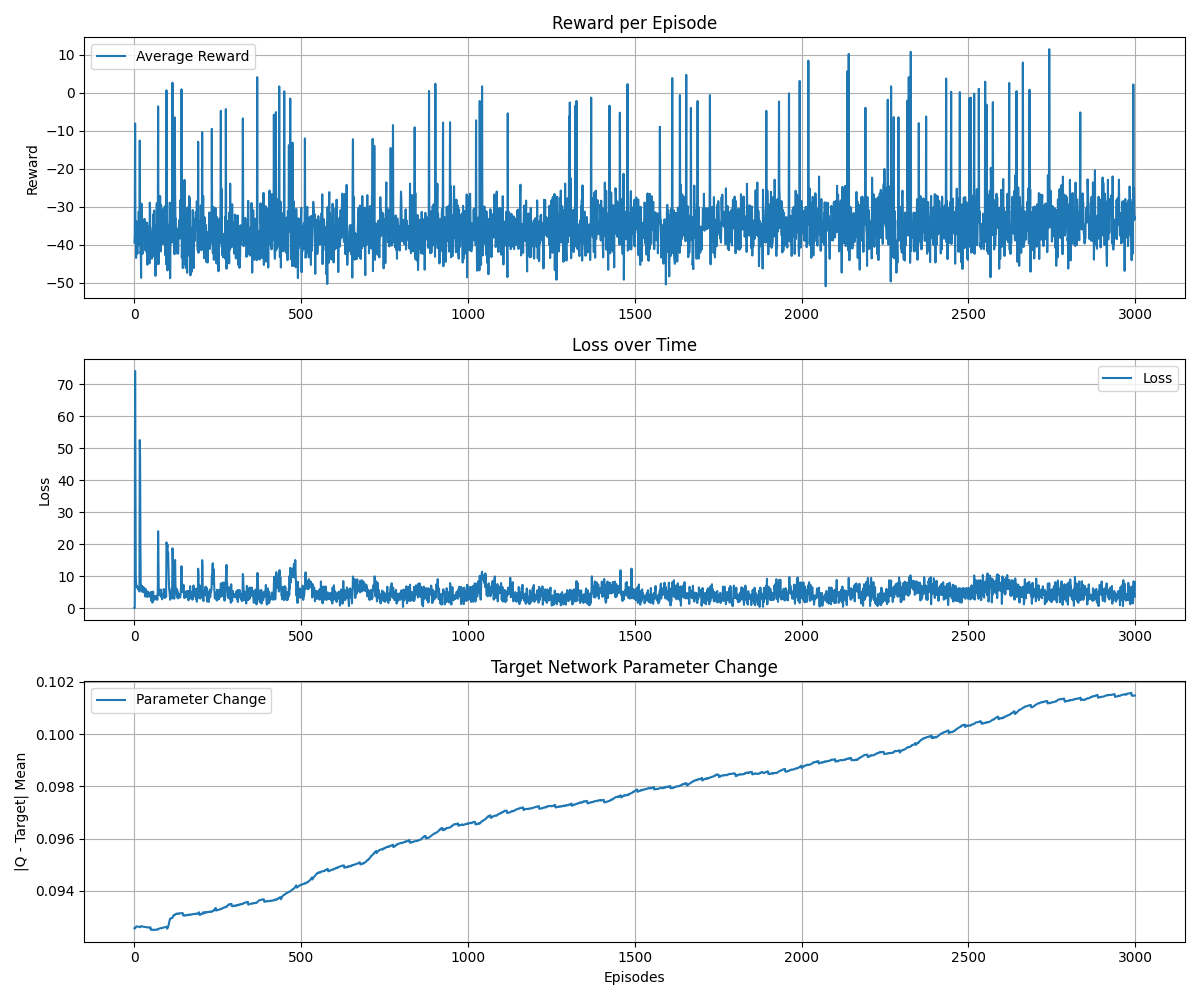 Reward per Episode
Average Reward
Reward
10
0
−10
−20
−30
−40
−50
0 500 1000 1500 2000 2500 3000
Loss over Time
Loss
Loss
70
60
50
40
30
20
10
0
0 500 1000 1500 2000 2500 3000
Target Network Parameter Change
Parameter Change
|Q - Target| Mean
0.102
0.100
0.098
0.096
0.094
0 500 1000 1500 2000 2500 3000
Episodes